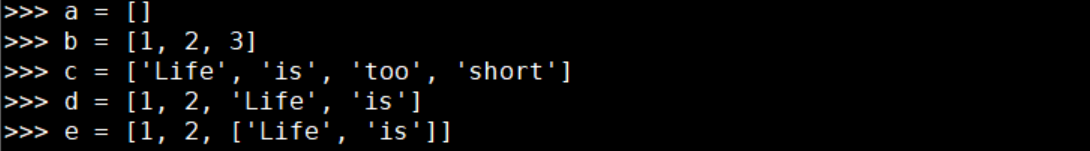 >>> a = []
>>> b = [1, 2, 3]
>>> c = ['Life', 'is', 'too', 'short']
>>> d = [1, 2, 'Life', 'is']
>>> e = [1, 2, ['Life', 'is']]